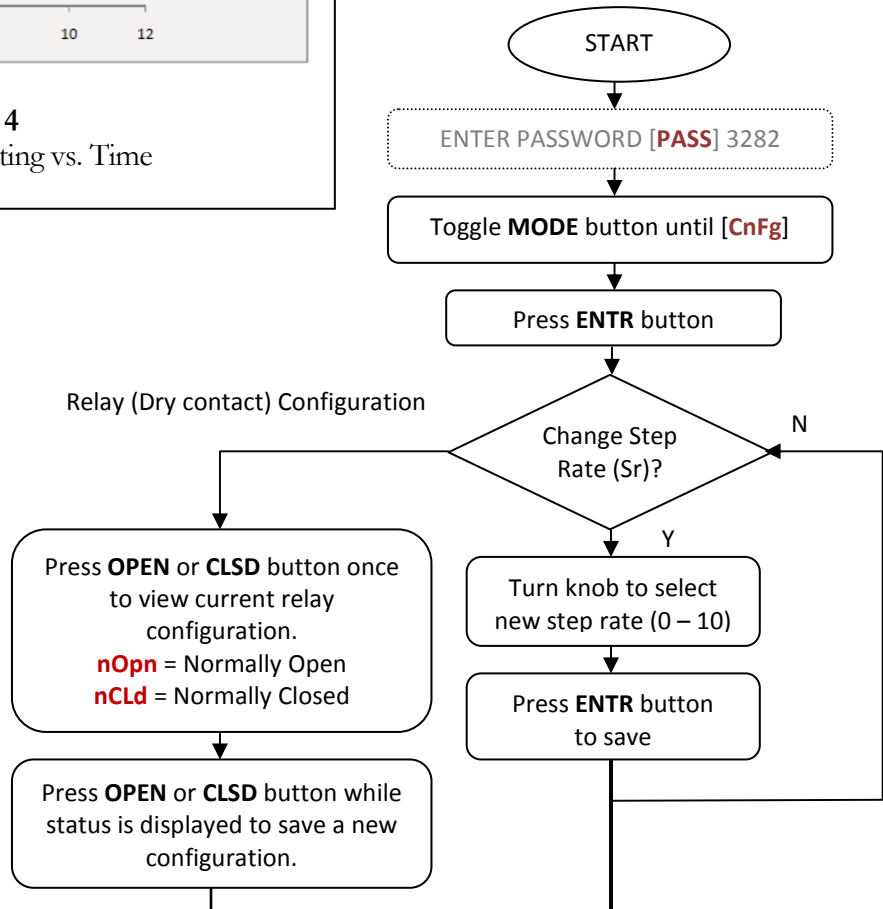 10 12
4
ting vs. Time
START
ENTER PASSWORD [PASS] 3282
Toggle MODE button until [CnFg]
Press ENTR button
Relay (Dry contact) Configuration
Change Step
Rate (Sr)?
N
Y
Press OPEN or CLSD button once
to view current relay
configuration.
nOpn = Normally Open
nCLd = Normally Closed
Turn knob to select
new step rate (0 – 10)
Press ENTR button
to save
Press OPEN or CLSD button while
status is displayed to save a new
configuration.